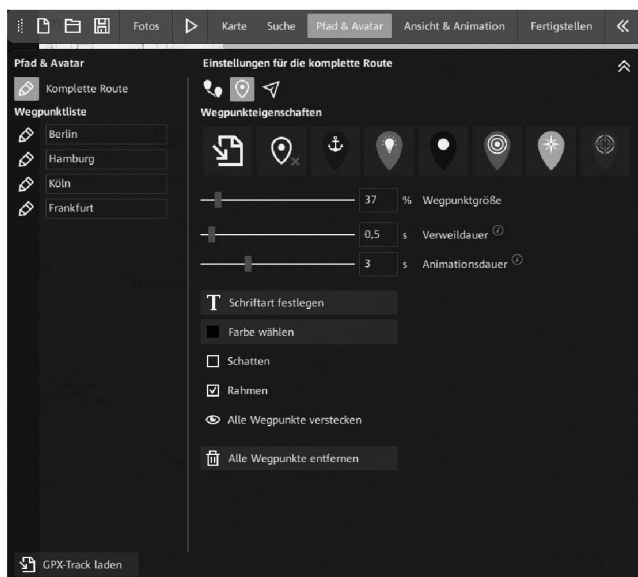 Fotos Karte Suche Pfad & Avatar Ansicht & Animation Fertigstellen
Pfad & Avatar
Komplette Route
Wegpunktliste
Berlin
Hamburg
Köln
Frankfurt
Einstellungen für die komplette Route
Wegpunkteigenschaften
37 % Wegpunktgröße
0,5 s Verweildauer
3 s Animationsdauer
T Schriftart festlegen
Farbe wählen
Schatten
Rahmen
Alle Wegpunkte verstecken
Alle Wegpunkte entfernen
GPX-Track laden